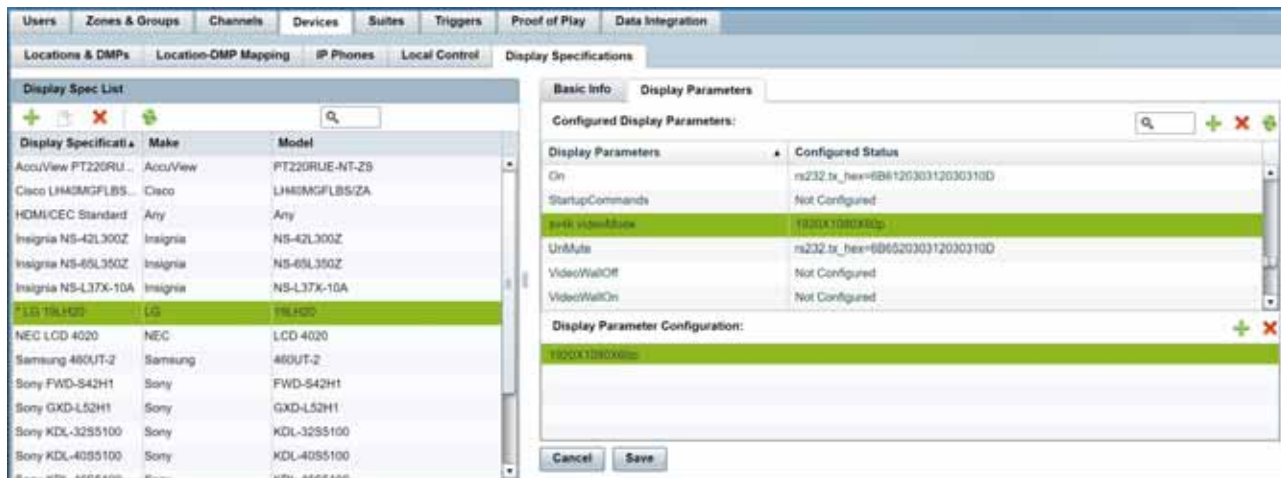 Users Zones & Groups Channels Devices Suites Triggers Proof of Play Data Integration
Locations & DMPs Location-DMP Mapping IP Phones Local Control Display Specifications
Display Spec List
Display Specificati Make Model
AccuView PT220RU... AccuView PT220RUE-NT-ZS
Cisco LH40MGFLBS... Cisco LH40MGFLBS/ZA
HDMI/CEC Standard Any Any
Insignia NS-42L300Z Insignia NS-42L300Z
Insignia NS-65L350Z Insignia NS-65L350Z
Insignia NS-L37X-10A Insignia NS-L37X-10A
* LG 19LH20 LG 19LH20
NEC LCD 4020 NEC LCD 4020
Samsung 460UT-2 Samsung 460UT-2
Sony FWD-S42H1 Sony FWD-S42H1
Sony GXD-L52H1 Sony GXD-L52H1
Sony KDL-32S5100 Sony KDL-32S5100
Sony KDL-40S5100 Sony KDL-40S5100
Basic Info Display Parameters
Configured Display Parameters:
Display Parameters Configured Status
On rs232.tx_hex=6B612030312030310D
StartupCommands Not Configured
1920X1080X60p
UnMute rs232.tx_hex=6B652030312030310D
VideoWallOff Not Configured
VideoWallOn Not Configured
Display Parameter Configuration:
1920X1080X60p
Cancel Save